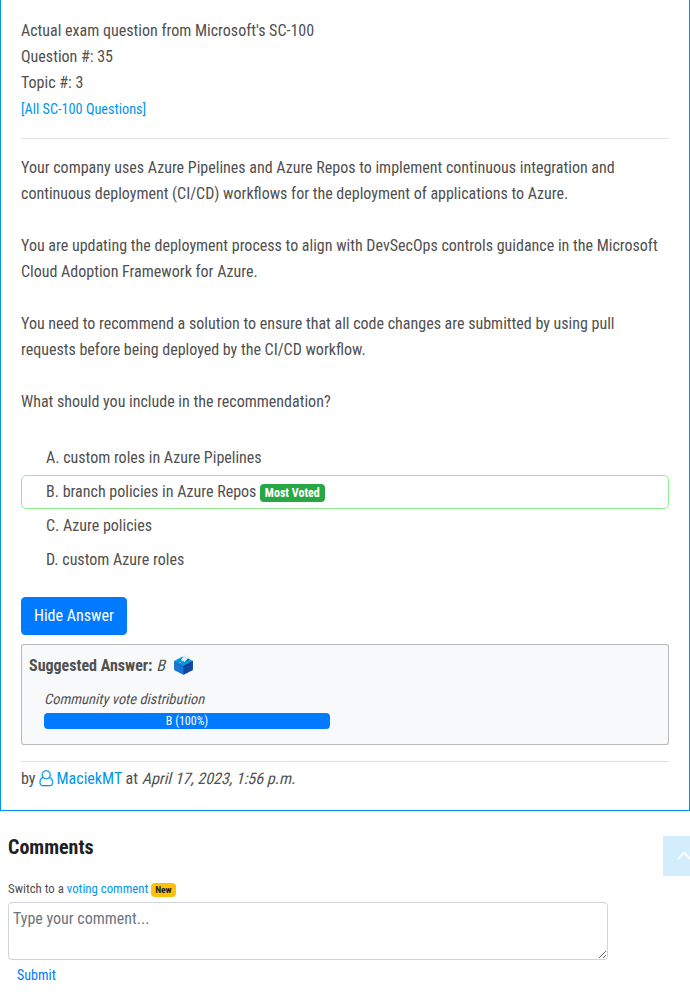 Actual exam question from Microsoft's SC-100
Question #: 35
Topic #: 3
[All SC-100 Questions]
Your company uses Azure Pipelines and Azure Repos to implement continuous integration and
continuous deployment (CI/CD) workflows for the deployment of applications to Azure.
You are updating the deployment process to align with DevSecOps controls guidance in the Microsoft
Cloud Adoption Framework for Azure.
You need to recommend a solution to ensure that all code changes are submitted by using pull
requests before being deployed by the CI/CD workflow.
What should you include in the recommendation?
A. custom roles in Azure Pipelines
B. branch policies in Azure Repos Most Voted
C. Azure policies
D. custom Azure roles
Hide Answer
Suggested Answer: B
Community vote distribution
B (100%)
by MaciekMT at April 17, 2023, 1:56 p.m.
Comments
Switch to a voting comment New
Type your comment...
Submit